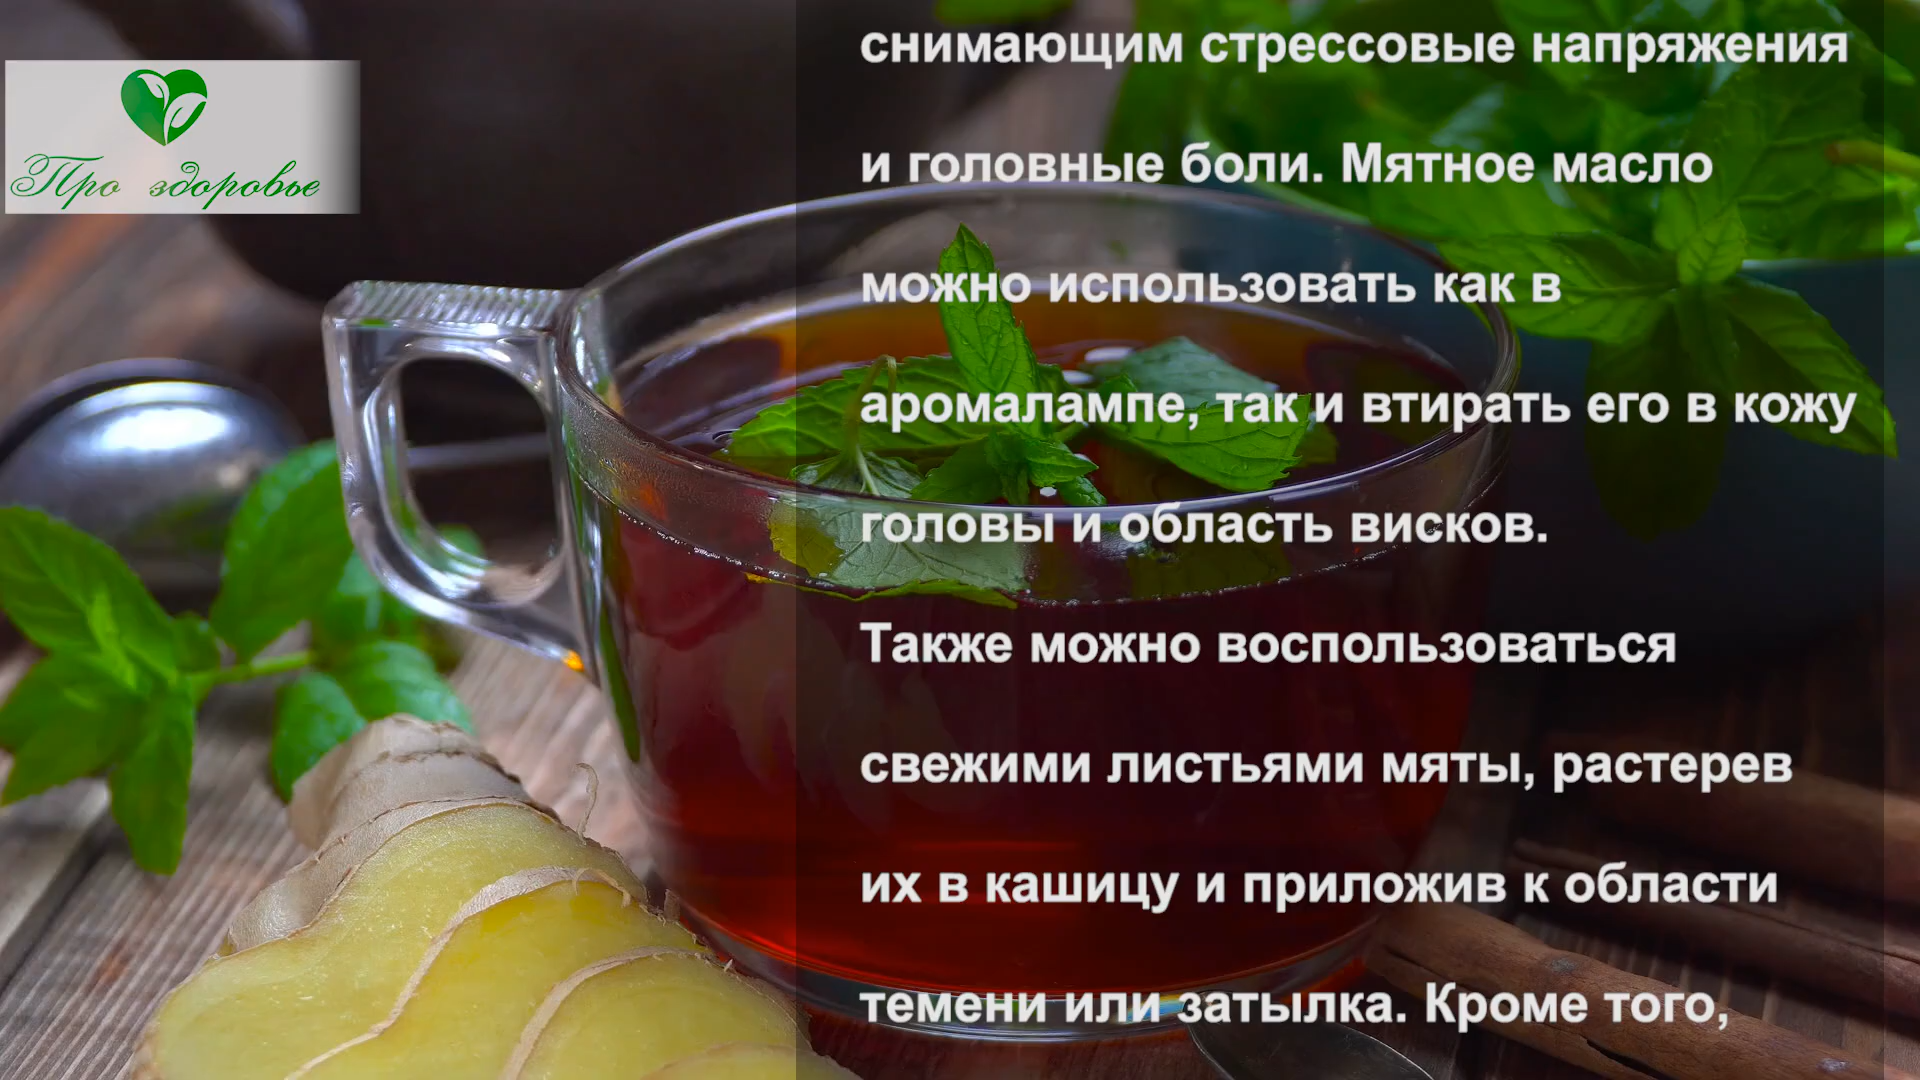 Про здоровье
снимающим стрессовые напряжения
и головные боли. Мятное масло
можно использовать как в
аромалампе, так и втирать его в кожу
головы и область висков.
Также можно воспользоваться
свежими листьями мяты, растерев
их в кашицу и приложив к области
темени или затылка. Кроме того,